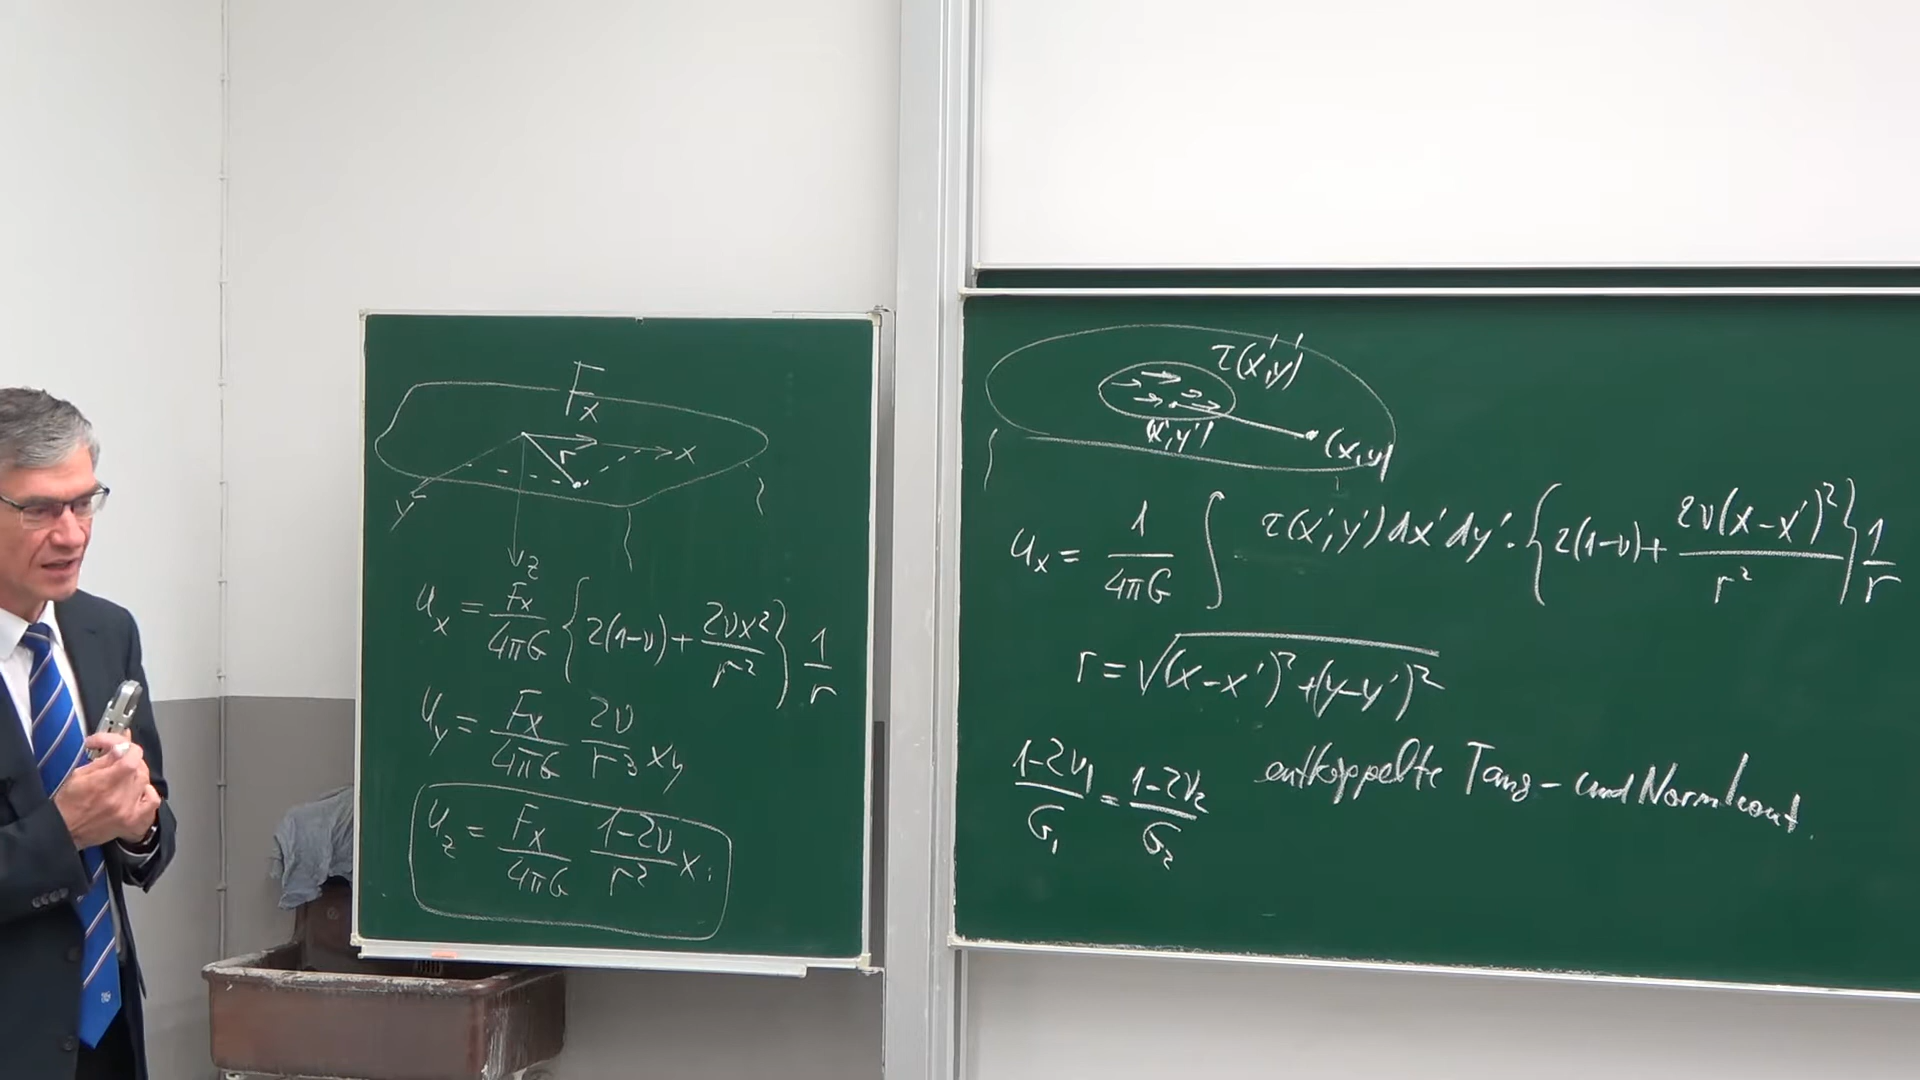 F_x
r
x
y
z
u_x = F_x/4πG {2(1-ν) + 2νx²/r²} 1/r
u_y = F_x/4πG 2ν/r³ xy
u_z = F_x/4πG 1-2ν/r² x.
τ(x',y')
(x',y')
(x,y)
u_x = 1/4πG ∫ τ(x',y')dx'dy' · {2(1-ν) + 2ν(x-x')²/r²} 1/r
r = √(x-x')² + (y-y')²
1-2ν₁/G₁ = 1-2ν₂/G₂ entkoppelte Tang- und Normalkont.